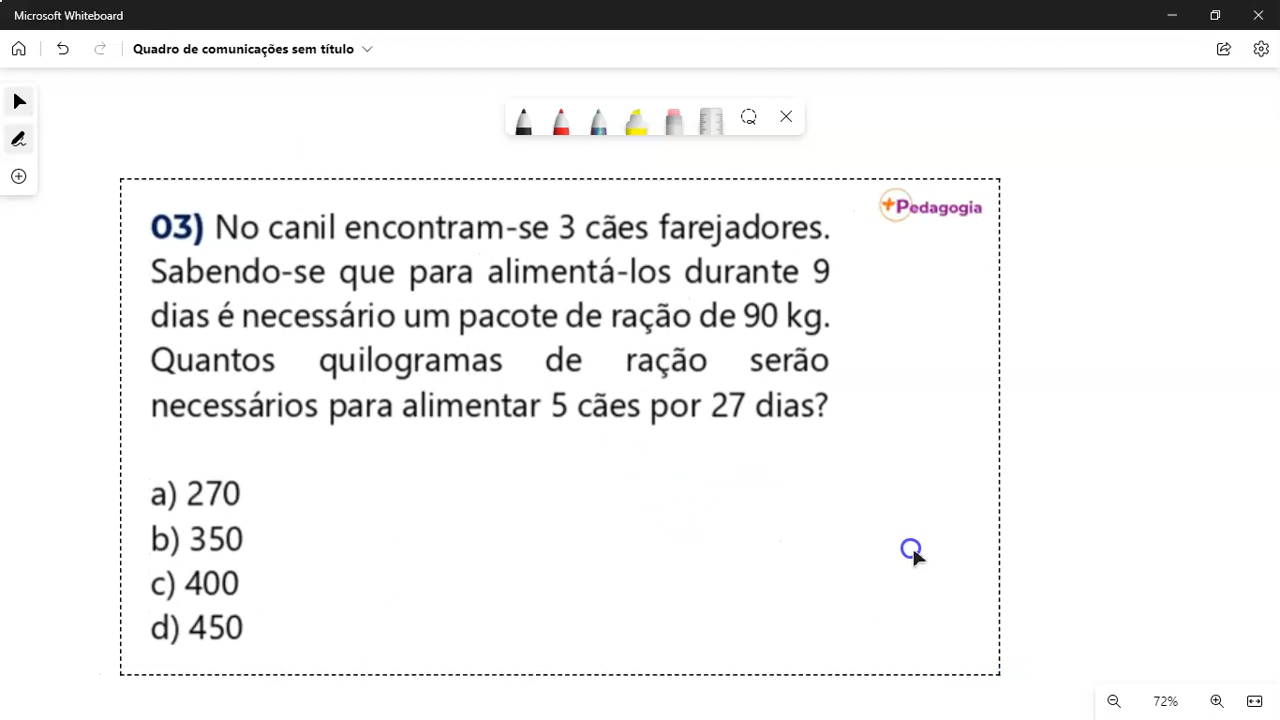 Microsoft Whiteboard
Quadro de comunicações sem título
+Pedagogia
03) No canil encontram-se 3 cães farejadores.
Sabendo-se que para alimentá-los durante 9
dias é necessário um pacote de ração de 90 kg.
Quantos quilogramas de ração serão
necessários para alimentar 5 cães por 27 dias?
a) 270
b) 350
c) 400
d) 450
72%